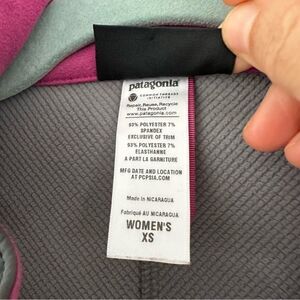 patagonia
COMMON THREADS
INITIATIVE
Repair, Reuse, Recycle
This Product
www.patagonia.com
93% POLYESTER 7%
SPANDEX
EXCLUSIVE OF TRIM
93% POLYESTER 7%
ELASTHANNE
A PART LA GARNITURE
MFG DATE AND LOCATION
AT PCPSIA.COM
Made in NICARAGUA
Fabriqué AU NICARAGUA
WOMEN'S
XS